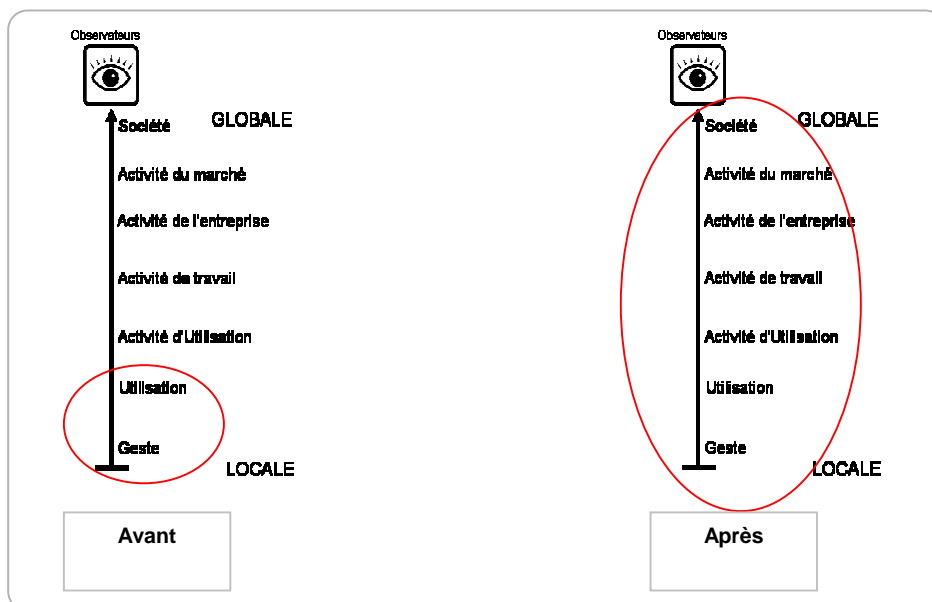 Observateurs
Société
GLOBALE
Activité du marché
Activité de l'entreprise
Activité de travail
Activité d'Utilisation
Utilisation
Geste
LOCALE
Avant
Observateurs
Société
GLOBALE
Activité du marché
Activité de l'entreprise
Activité de travail
Activité d'Utilisation
Utilisation
Geste
LOCALE
Après